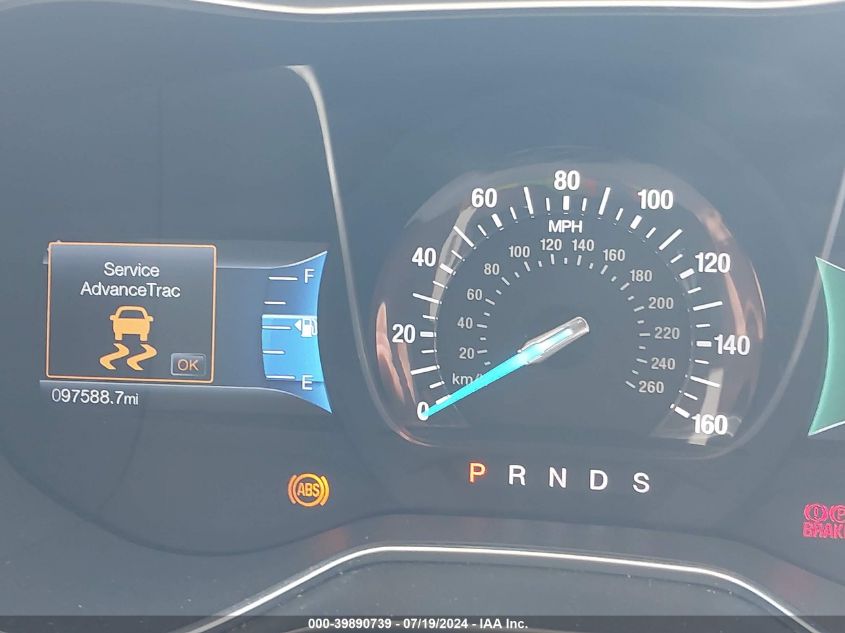 Service
AdvanceTrac
OK
097588.7mi
F
E
0 20 40 60 80 100 120 140 160
MPH
20 40 60 80 100 120 140 160 180 200 220 240 260
P R N D S
ABS
000-39890739 - 07/19/2024 - IAA Inc.